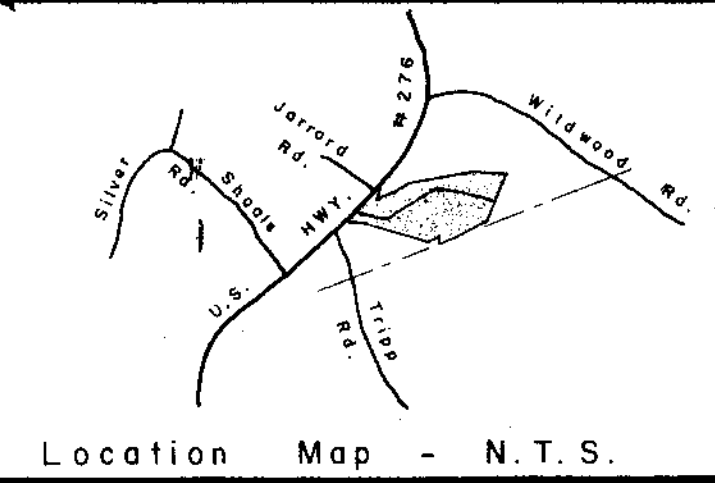 #276
Wildwood Rd.
Jarrard Rd.
Silver Shoals Rd.
U.S. HWY.
Tripp Rd.
Location Map - N.T.S.